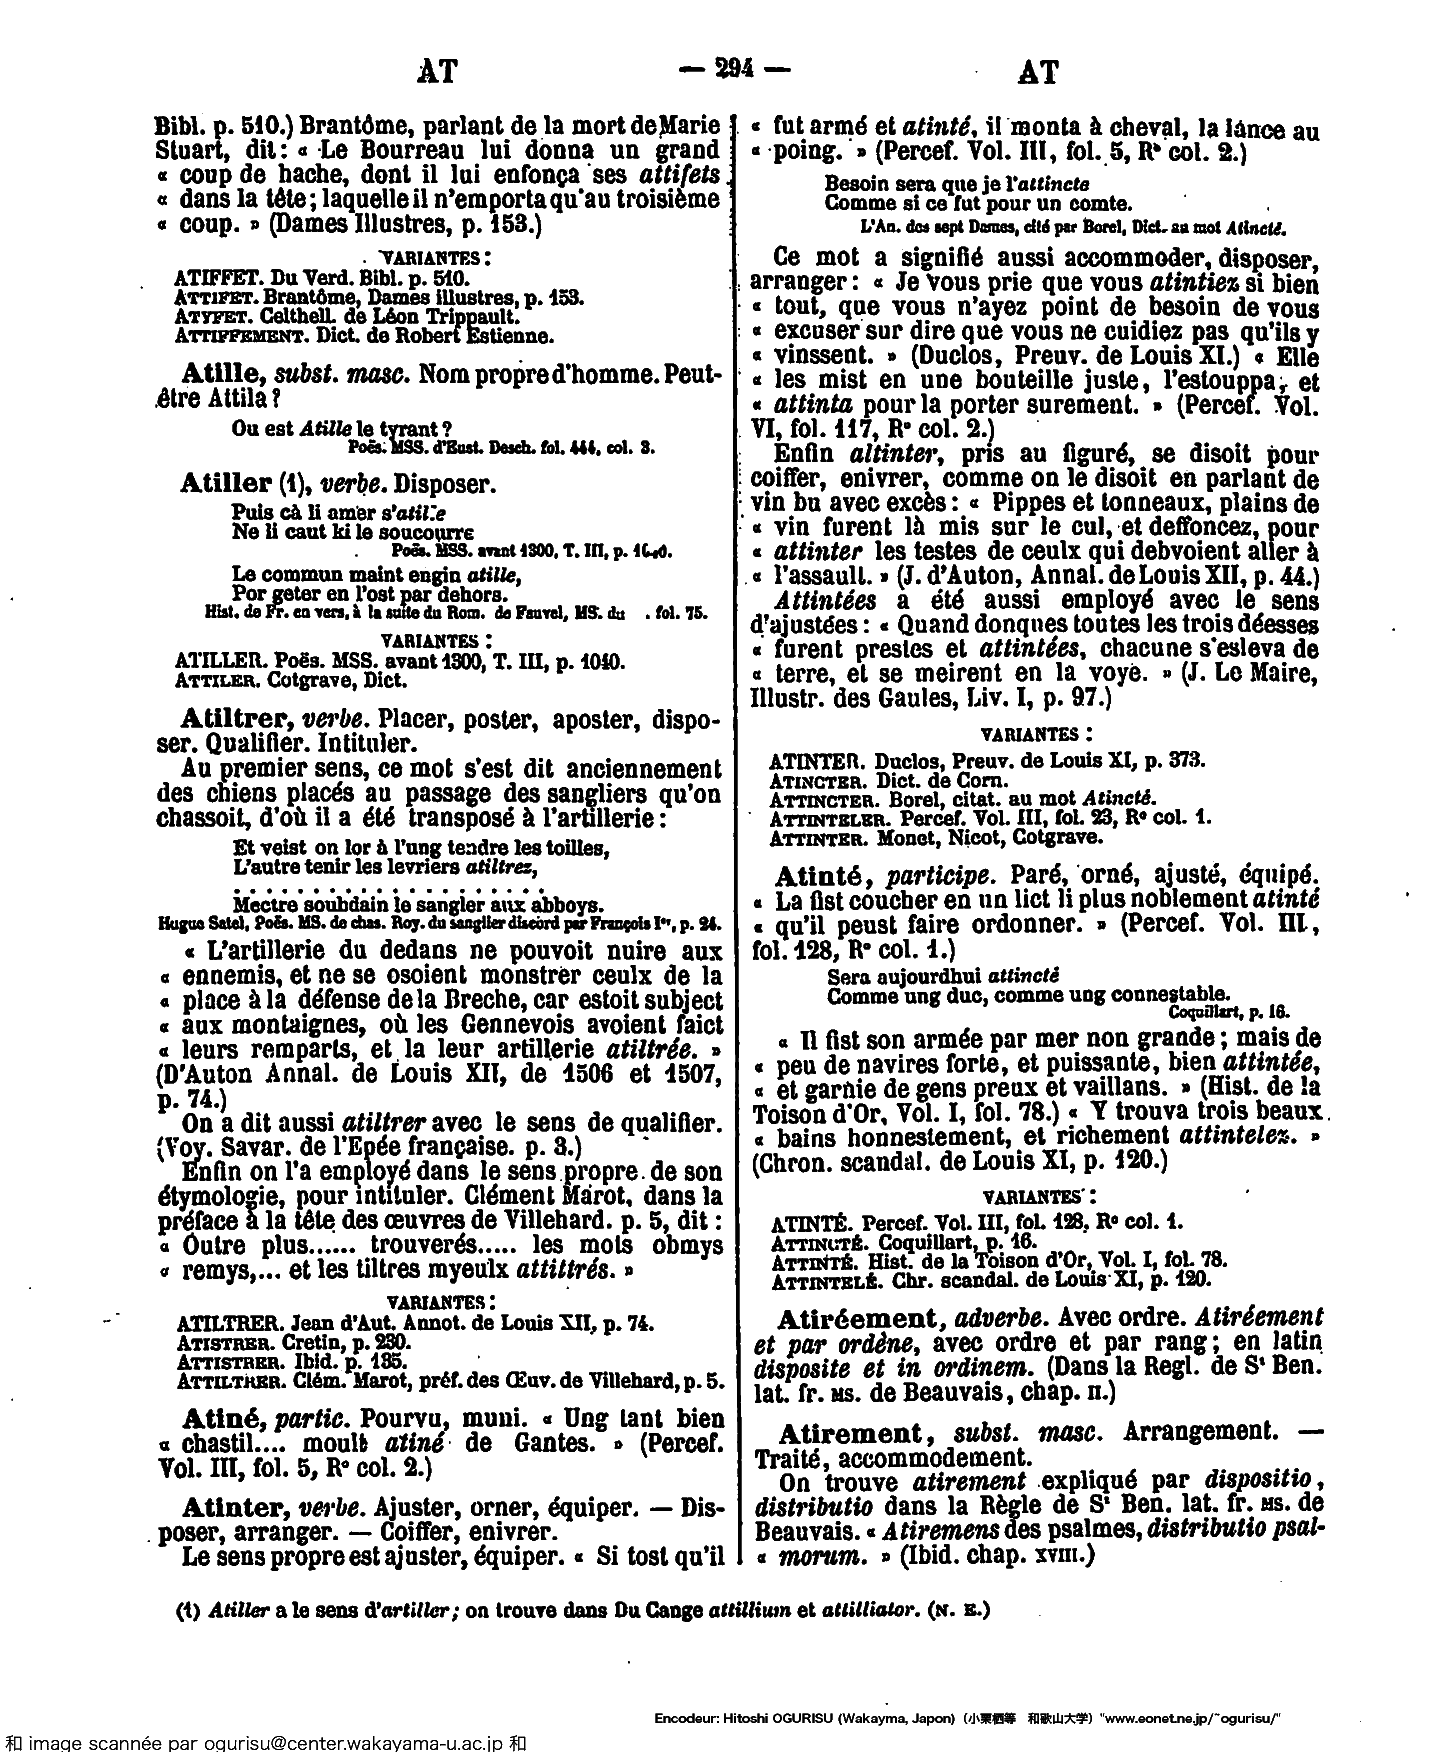 AT
— 294 —
AT
Bibl. p. 510.) Brantôme, parlant de la mort de Marie
Stuart, dit : « Le Bourreau lui donna un grand
« coup de hache, dont il lui enfonça ses attifets
« dans la tête ; laquelle il n'emporta qu'au troisième
« coup. » (Dames Illustres, p. 153.)
VARIANTES :
ATIFFET. Du Verd. Bibl. p. 510.
ATTIFET. Brantôme, Dames illustres, p. 153.
ATYFET. Celthell. de Léon Trippault.
ATTIFFEMENT. Dict. de Robert Estienne.
Atille, subst. masc. Nom propre d'homme. Peut-
être Attila ?
Ou est Atille le tyrant ?
Poës. MSS. d'Eust. Desch. fol. 444, col. 3.
Atiller (1), verbe. Disposer.
Puis cà li amer s'atille
Ne li caut ki le soucourre
Poës. MSS. avant 1300, T. III, p. 1040.
Le commun maint engin atille,
Por geter en l'ost par dehors.
Hist. de Fr. en vers, à la suite du Rom. de Fauvel, MS. du . fol. 75.
VARIANTES :
ATILLER. Poës. MSS. avant 1300, T. III, p. 1040.
ATTILER. Cotgrave, Dict.
Atiltrer, verbe. Placer, poster, aposter, dispo-
ser. Qualifier. Intituler.
Au premier sens, ce mot s'est dit anciennement
des chiens placés au passage des sangliers qu'on
chassoit, d'où il a été transposé à l'artillerie :
Et veist on lor à l'ung tendre les toilles,
L'autre tenir les levriers atiltrez,
. . . . . . . . . . . . . . . . . . . .
Mectre soubdain le sangler aux abboys.
Hugue Satel, Poës. MS. de chas. Roy. du sanglier discord par François Ier, p. 24.
« L'artillerie du dedans ne pouvoit nuire aux
« ennemis, et ne se osoient monstrer ceulx de la
« place à la défense de la Breche, car estoit subject
« aux montaignes, où les Gennevois avoient faict
« leurs remparts, et la leur artillerie atiltrée. »
(D'Auton Annal. de Louis XII, de 1506 et 1507,
p. 74.)
On a dit aussi atiltrer avec le sens de qualifier.
(Voy. Savar. de l'Epée française. p. 3.)
Enfin on l'a employé dans le sens propre de son
étymologie, pour intituler. Clément Marot, dans la
préface à la tête des œuvres de Villehard. p. 5, dit :
« Outre plus...... trouverés..... les mots obmys
« remys,... et les tiltres myeulx attittrés. »
VARIANTES :
ATILTRER. Jean d'Aut. Annot. de Louis XII, p. 74.
ATISTRER. Cretin, p. 230.
ATTISTRER. Ibid. p. 185.
ATTILTRER. Clém. Marot, préf. des Œuv. de Villehard, p. 5.
Atiné, partic. Pourvu, muni. « Ung tant bien
« chastil.... moult atiné de Gantes. » (Percef.
Vol. III, fol. 5, R° col. 2.)
Atinter, verbe. Ajuster, orner, équiper. — Dis-
poser, arranger. — Coiffer, enivrer.
Le sens propre est ajuster, équiper. « Si tost qu'il
« fut armé et atinté, il monta à cheval, la lance au
« poing. » (Percef. Vol. III, fol. 5, R° col. 2.)
Besoin sera que je l'attincte
Comme si ce fut pour un comte.
L'An. des sept Dames, cité par Borel, Dict. au mot Atincté.
Ce mot a signifié aussi accommoder, disposer,
arranger : « Je vous prie que vous atintiez si bien
« tout, que vous n'ayez point de besoin de vous
« excuser sur dire que vous ne cuidiez pas qu'ils y
« vinssent. » (Duclos, Preuv. de Louis XI.) « Elle
« les mist en une bouteille juste, l'estouppa, et
« attinta pour la porter surement. » (Percef. Vol.
VI, fol. 117, R° col. 2.)
Enfin altinter, pris au figuré, se disoit pour
coiffer, enivrer, comme on le disoit en parlant de
vin bu avec excès : « Pippes et tonneaux, plains de
« vin furent là mis sur le cul, et deffoncez, pour
« attinter les testes de ceulx qui debvoient aller à
« l'assault. » (J. d'Auton, Annal. de Louis XII, p. 44.)
Attintées a été aussi employé avec le sens
d'ajustées : « Quand donques toutes les trois déesses
« furent prestes et attintées, chacune s'esleva de
« terre, et se meirent en la voye. » (J. Le Maire,
Illustr. des Gaules, Liv. I, p. 97.)
VARIANTES :
ATINTER. Duclos, Preuv. de Louis XI, p. 373.
ATINCTER. Dict. de Corn.
ATTINCTER. Borel, citat. au mot Atincté.
ATTINTELER. Percef. Vol. III, fol. 23, R° col. 1.
ATTINTER. Monet, Nicot, Cotgrave.
Atinté, participe. Paré, orné, ajusté, équipé.
« La fist coucher en un lict li plus noblement atinté
« qu'il peust faire ordonner. » (Percef. Vol. III,
fol. 128, R° col. 1.)
Sera aujourdhui attincté
Comme ung duc, comme ung connestable.
Coquillart, p. 16.
« Il fist son armée par mer non grande ; mais de
« peu de navires forte, et puissante, bien attintée,
« et garnie de gens preux et vaillans. » (Hist. de la
Toison d'Or, Vol. I, fol. 78.) « Y trouva trois beaux
« bains honnestement, et richement attintelez. »
(Chron. scandal. de Louis XI, p. 120.)
VARIANTES :
ATINTÉ. Percef. Vol. III, fol. 128, R° col. 1.
ATTINCTÉ. Coquillart, p. 16.
ATTINTÉ. Hist. de la Toison d'Or, Vol. I, fol. 78.
ATTINTELÉ. Chr. scandal. de Louis XI, p. 120.
Atiréement, adverbe. Avec ordre. Atiréement
et par ordène, avec ordre et par rang ; en latin
disposite et in ordinem. (Dans la Regl. de St Ben.
lat. fr. MS. de Beauvais, chap. II.)
Atirement, subst. masc. Arrangement. —
Traité, accommodement.
On trouve atirement expliqué par dispositio,
distributio dans la Règle de St Ben. lat. fr. MS. de
Beauvais. « Atiremens des psalmes, distributio psal-
« morum. » (Ibid. chap. XVIII.)
(1) Atiller a le sens d'artiller ; on trouve dans Du Cange attillium et attilliator. (N. E.)
Encodeur: Hitoshi OGURISU (Wakayma, Japon) (小栗栖等 和歌山大学) "www.eonet.ne.jp/~ogurisu/"
和 image scannée par ogurisu@center.wakayama-u.ac.jp 和